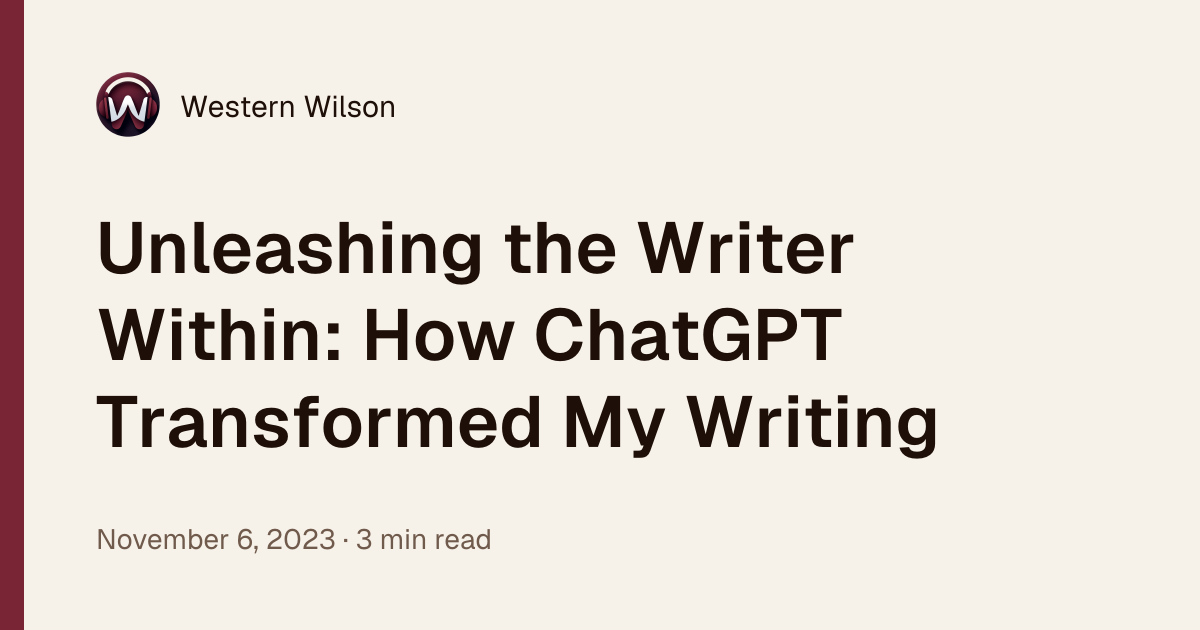 W
Western Wilson
Unleashing the Writer
Within: How ChatGPT
Transformed My Writing
November 6, 2023 · 3 min read